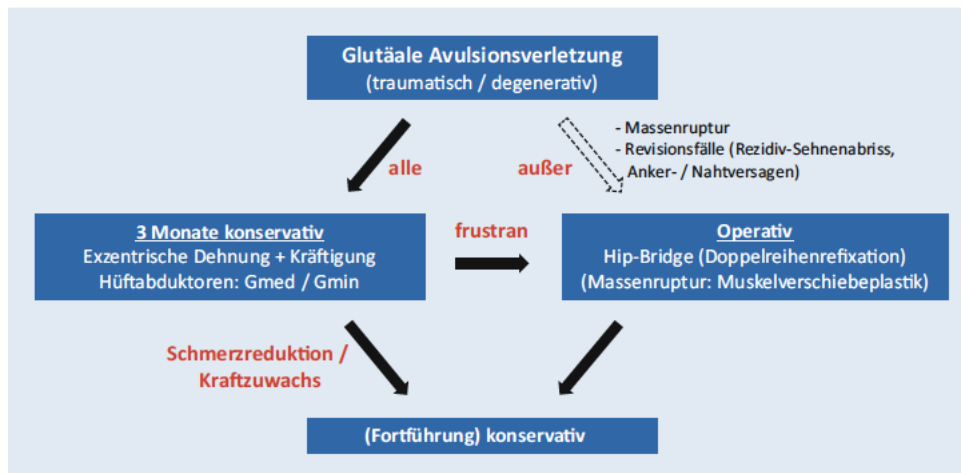 Glutäale Avulsionsverletzung
(traumatisch / degenerativ)
- Massenruptur
- Revisionsfälle (Rezidiv-Sehnenabriss,
Anker- / Nahtversagen)
alle
außer
3 Monate konservativ
Exzentrische Dehnung + Kräftigung
Hüftabduktoren: Gmed / Gmin
frustran
Operativ
Hip-Bridge (Doppelreihenrefixation)
(Massenruptur: Muskelverschiebeplastik)
Schmerzreduktion /
Kraftzuwachs
(Fortführung) konservativ